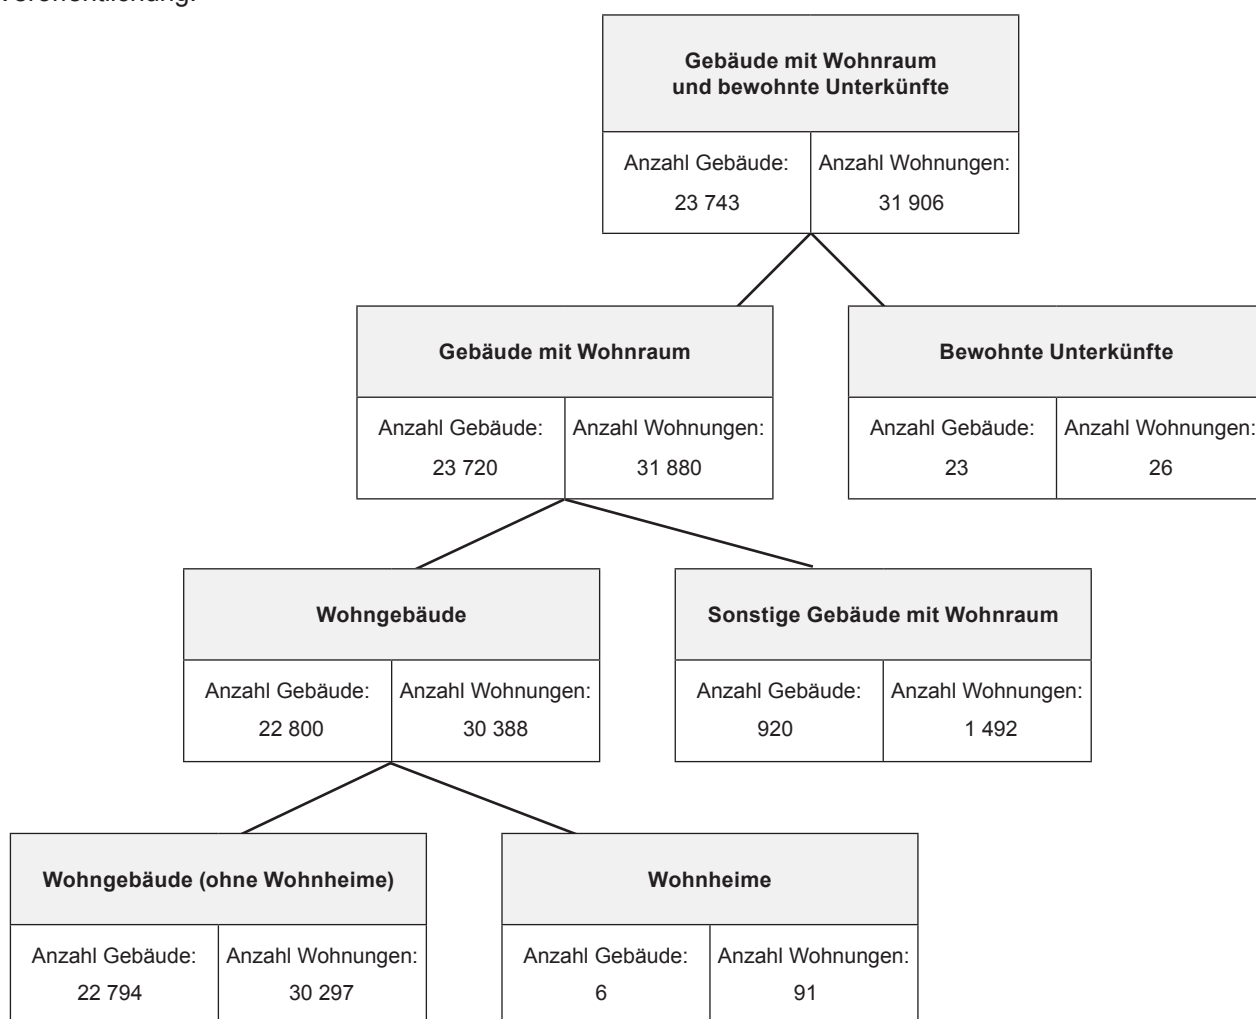 Veröffentlichung.
Gebäude mit Wohnraum
und bewohnte Unterkünfte
Anzahl Gebäude: Anzahl Wohnungen:
23 743 31 906
Gebäude mit Wohnraum Bewohnte Unterkünfte
Anzahl Gebäude: Anzahl Wohnungen: Anzahl Gebäude: Anzahl Wohnungen:
23 720 31 880 23 26
Wohngebäude Sonstige Gebäude mit Wohnraum
Anzahl Gebäude: Anzahl Wohnungen: Anzahl Gebäude: Anzahl Wohnungen:
22 800 30 388 920 1 492
Wohngebäude (ohne Wohnheime) Wohnheime
Anzahl Gebäude: Anzahl Wohnungen: Anzahl Gebäude: Anzahl Wohnungen:
22 794 30 297 6 91